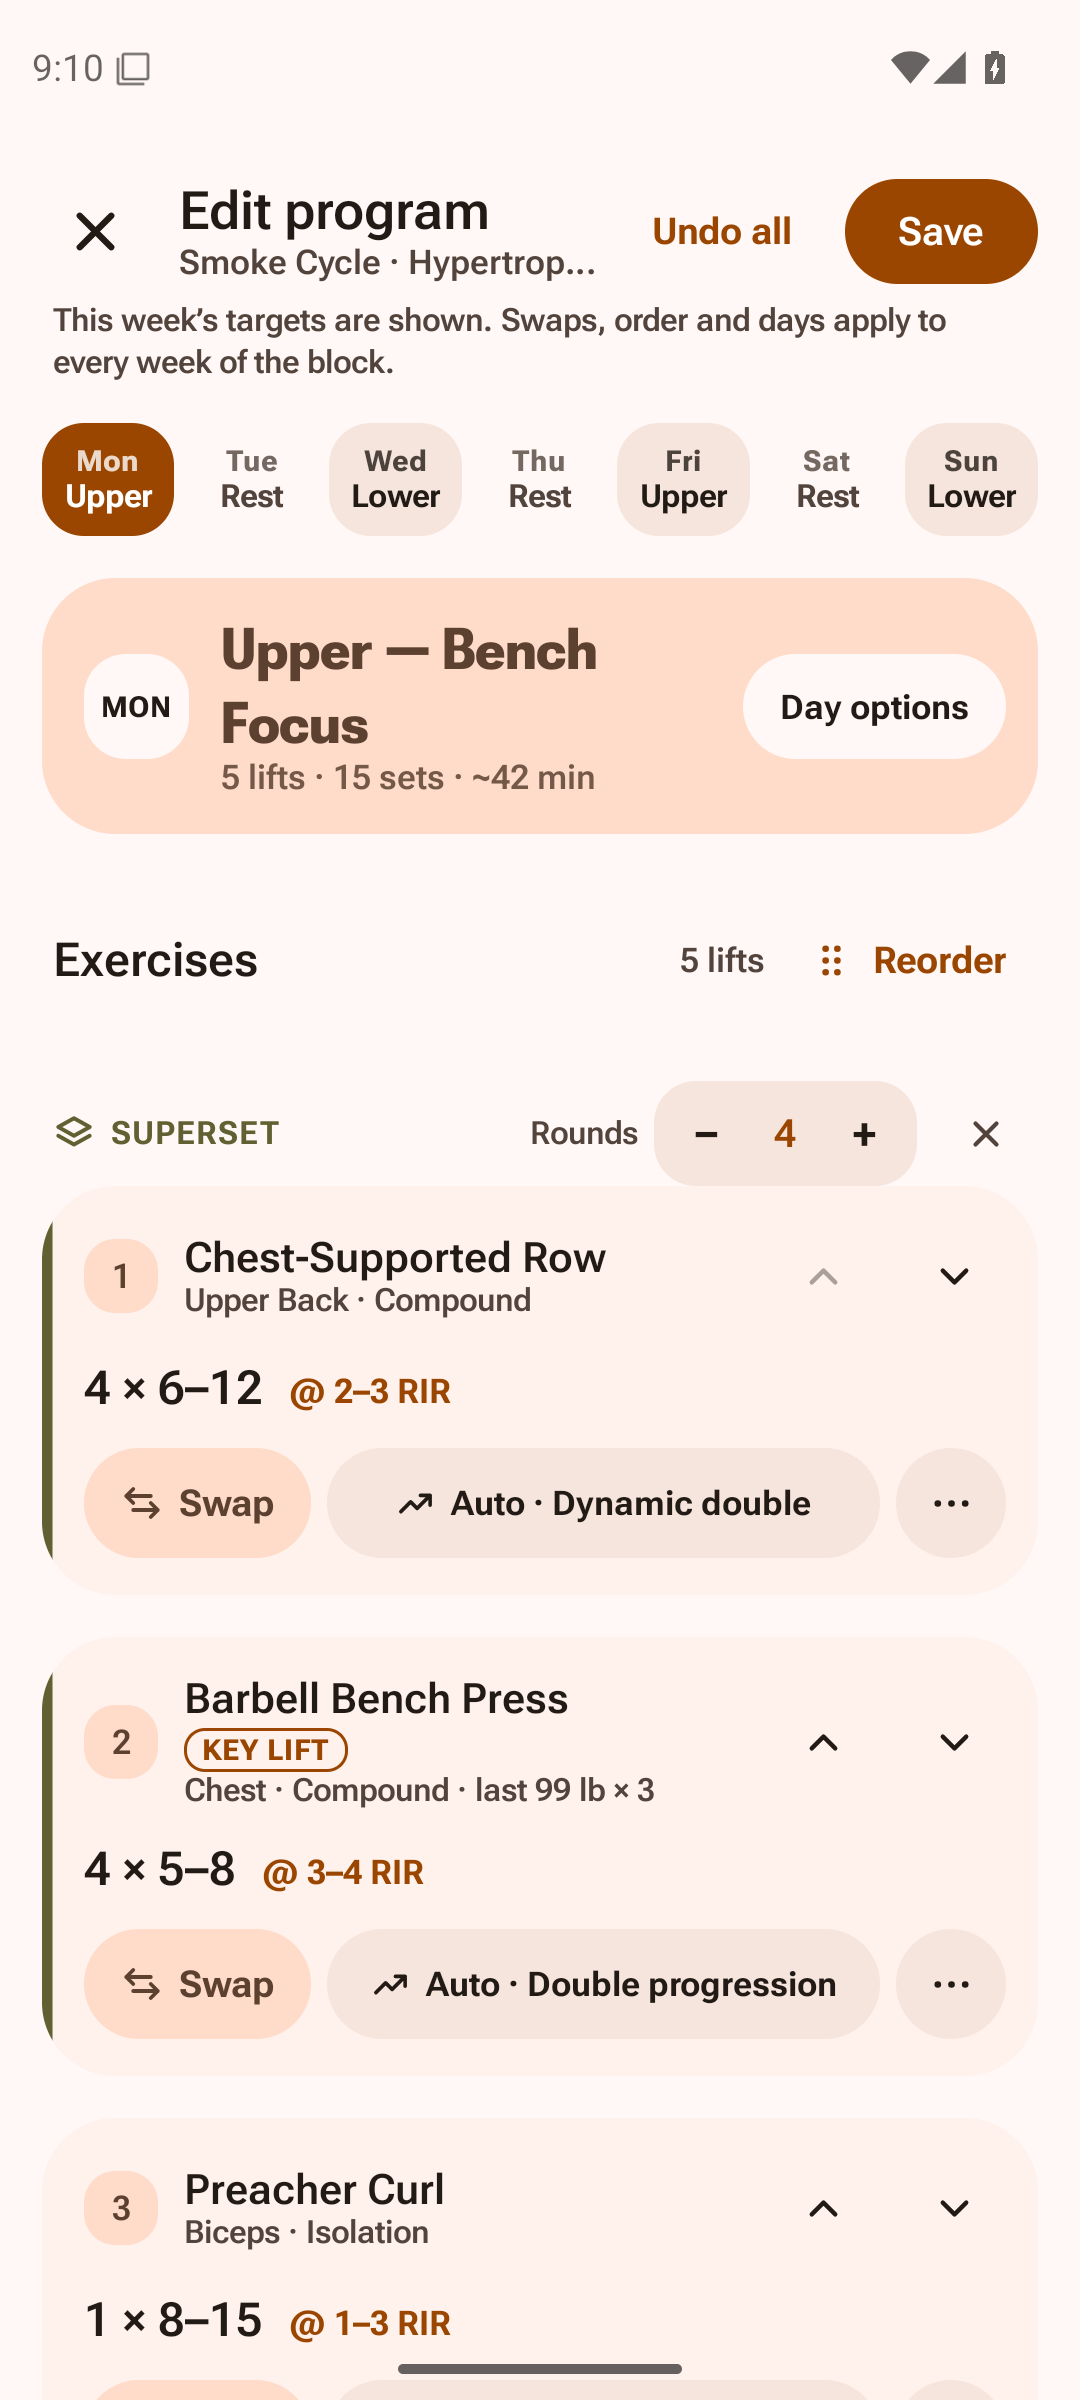 9:10
Edit program
Smoke Cycle · Hypertrop...
Undo all
Save
This week’s targets are shown. Swaps, order and days apply to
every week of the block.
Mon Tue Wed Thu Fri Sat Sun
Upper Rest Lower Rest Upper Rest Lower
MON
Upper — Bench
Focus
5 lifts · 15 sets · ~42 min
Day options
Exercises
5 lifts
Reorder
SUPERSET
Rounds
− 4 +
1
Chest-Supported Row
Upper Back · Compound
4 × 6–12 @ 2–3 RIR
Swap
Auto · Dynamic double
2
Barbell Bench Press
KEY LIFT
Chest · Compound · last 99 lb × 3
4 × 5–8 @ 3–4 RIR
Swap
Auto · Double progression
3
Preacher Curl
Biceps · Isolation
1 × 8–15 @ 1–3 RIR